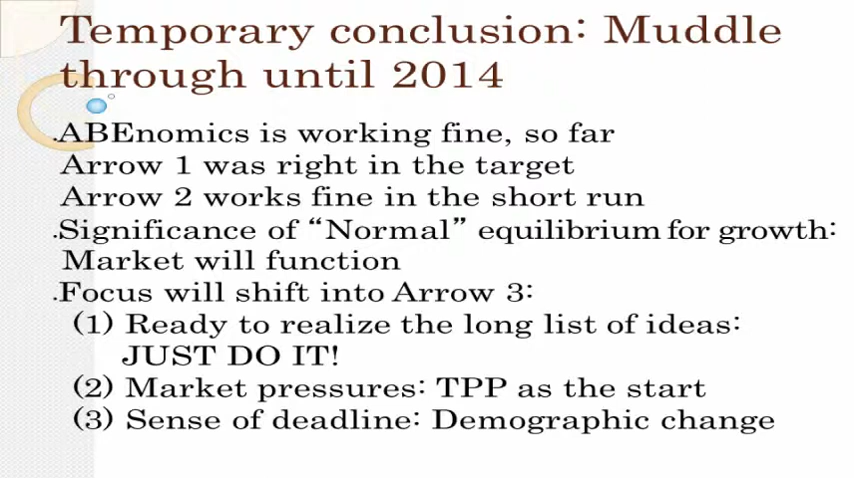 Temporary conclusion: Muddle
through until 2014
.ABEnomics is working fine, so far
Arrow 1 was right in the target
Arrow 2 works fine in the short run
.Significance of “Normal” equilibrium for growth:
Market will function
.Focus will shift into Arrow 3:
(1) Ready to realize the long list of ideas:
JUST DO IT!
(2) Market pressures: TPP as the start
(3) Sense of deadline: Demographic change